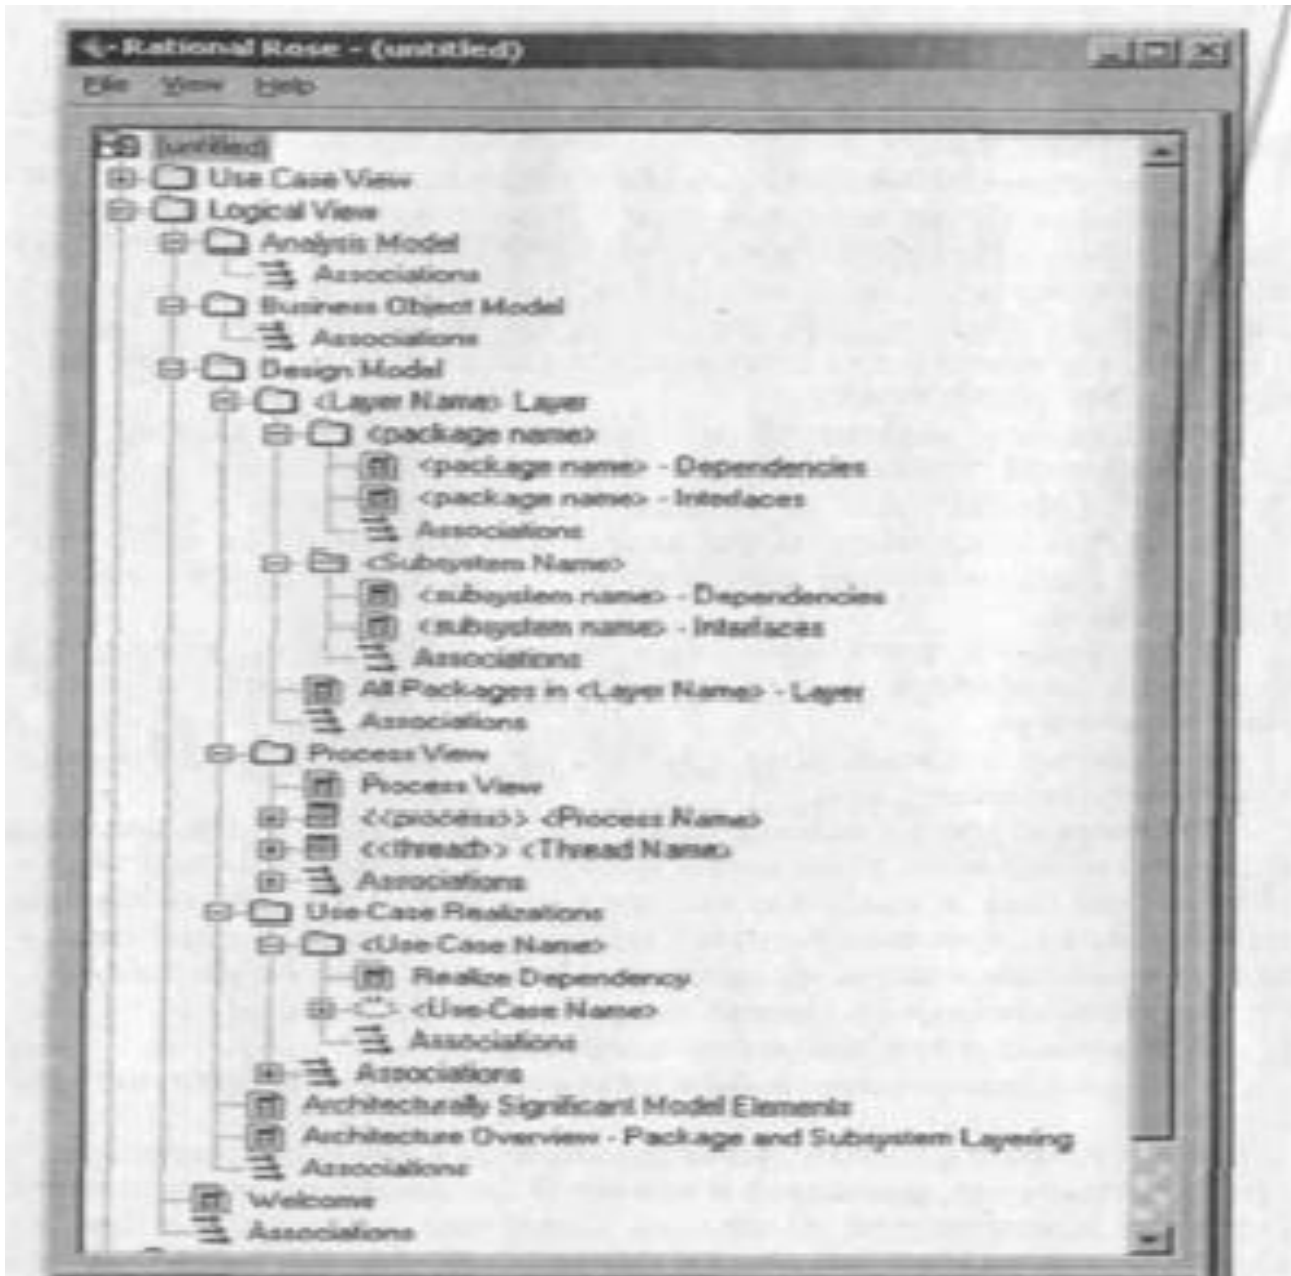 Rational Rose - (untitled)
File View Help
(untitled)
Use Case View
Logical View
Analysis Model
Associations
Business Object Model
Associations
Design Model
<Layer Name> Layer
<package name>
<package name> - Dependencies
<package name> - Interfaces
Associations
<Subsystem Name>
<subsystem name> - Dependencies
<subsystem name> - Interfaces
Associations
All Packages in <Layer Name> - Layer
Associations
Process View
Process View
<<process>> <Process Name>
<<thread>> <Thread Name>
Associations
Use-Case Realizations
<Use-Case Name>
Realize Dependency
<Use-Case Name>
Associations
Associations
Architecturally Significant Model Elements
Architecture Overview - Package and Subsystem Layering
Associations
Welcome
Associations